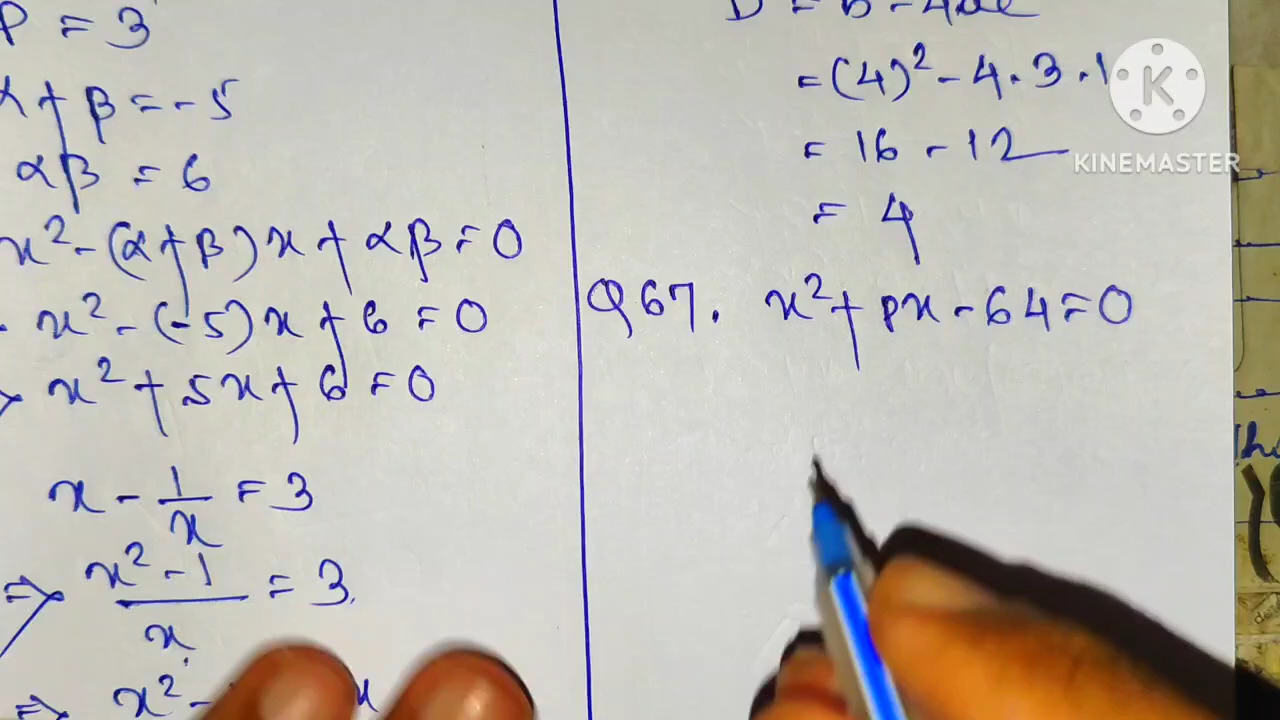 P = 3
α + β = -5
αβ = 6
x² - (α + β)x + αβ = 0
x² - (-5)x + 6 = 0
x² + 5x + 6 = 0
x - 1/x = 3
⇒ x² - 1 / x = 3
⇒ x² -
= (4)² - 4 · 3 · 1
= 16 - 12
= 4
Q67. x² + px - 64 = 0
K
KINEMASTER